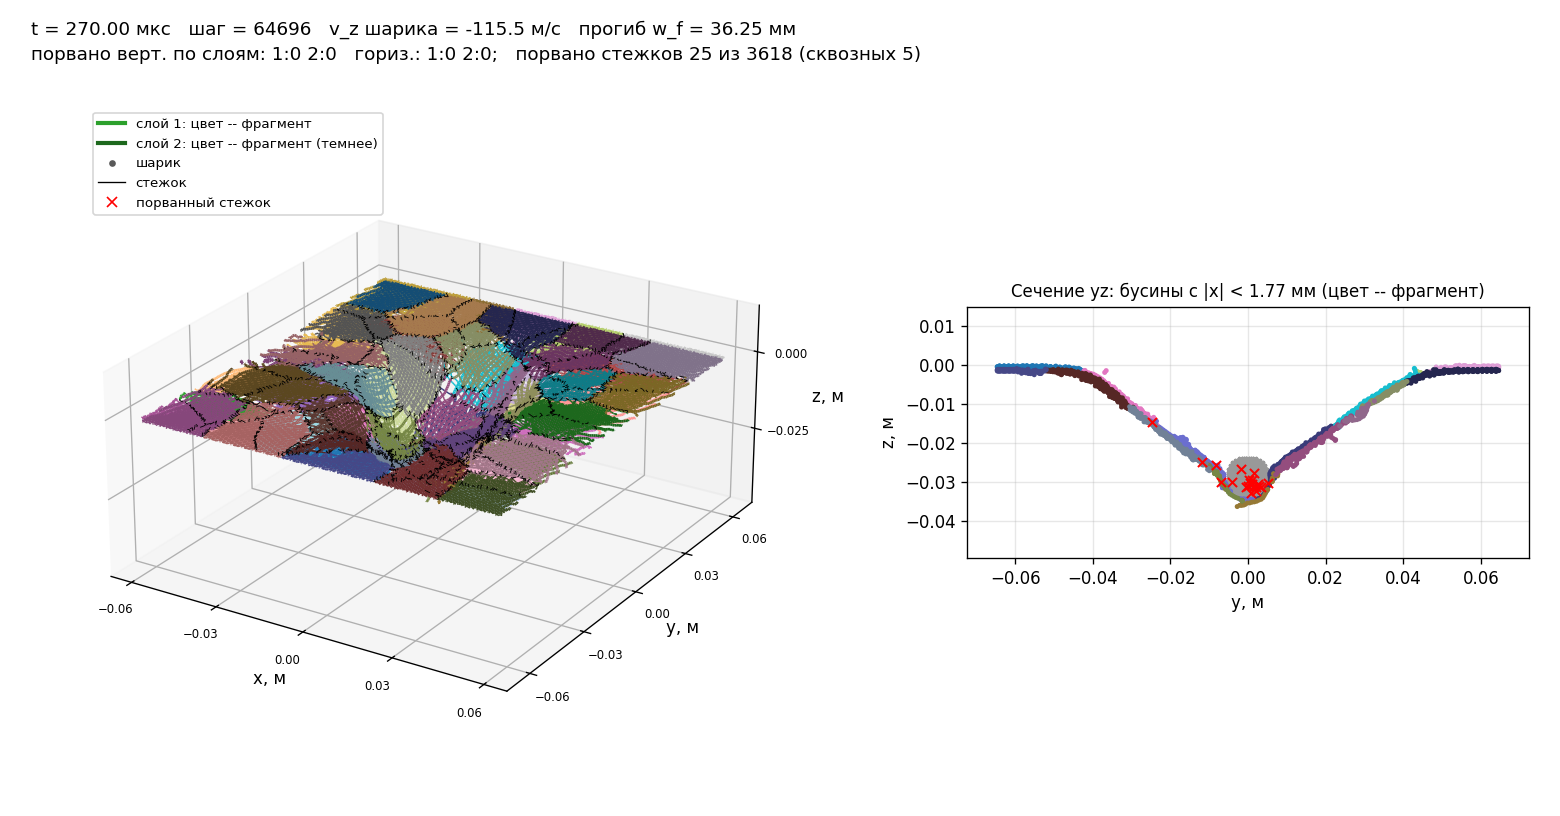 t = 270.00 мкс   шаг = 64696   v_z шарика = -115.5 м/с   прогиб w_f = 36.25 мм
порвано верт. по слоям: 1:0 2:0   гориз.: 1:0 2:0;   порвано стежков 25 из 3618 (сквозных 5)
слой 1: цвет -- фрагмент
слой 2: цвет -- фрагмент (темнее)
шарик
стежок
порванный стежок
0.000
−0.025
z, м
0.06
0.03
0.00
−0.03
−0.06
y, м
−0.06
−0.03
0.00
0.03
0.06
x, м
Сечение yz: бусины с |x| < 1.77 мм (цвет -- фрагмент)
0.01
0.00
−0.01
−0.02
−0.03
−0.04
z, м
−0.06
−0.04
−0.02
0.00
0.02
0.04
0.06
y, м